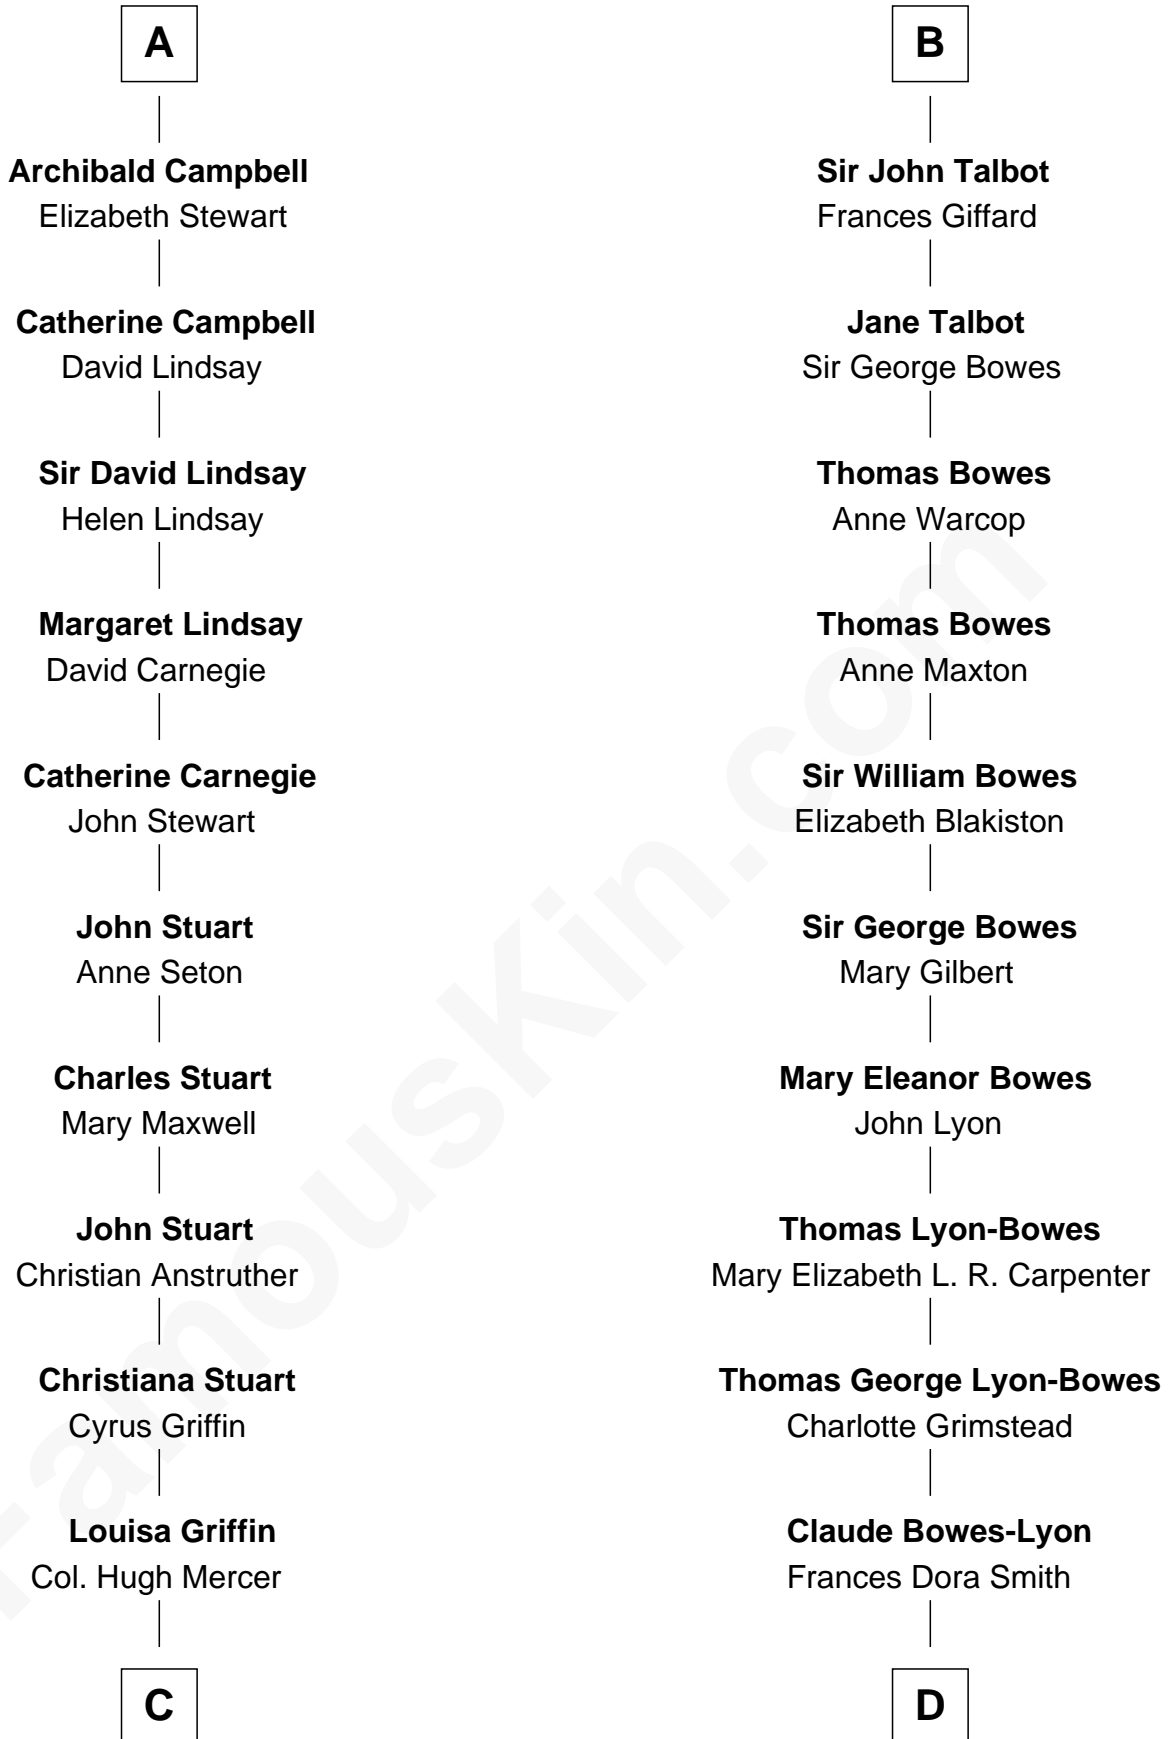 A
Archibald Campbell
Elizabeth Stewart
Catherine Campbell
David Lindsay
Sir David Lindsay
Helen Lindsay
Margaret Lindsay
David Carnegie
Catherine Carnegie
John Stewart
John Stuart
Anne Seton
Charles Stuart
Mary Maxwell
John Stuart
Christian Anstruther
Christiana Stuart
Cyrus Griffin
Louisa Griffin
Col. Hugh Mercer
C
B
Sir John Talbot
Frances Giffard
Jane Talbot
Sir George Bowes
Thomas Bowes
Anne Warcop
Thomas Bowes
Anne Maxton
Sir William Bowes
Elizabeth Blakiston
Sir George Bowes
Mary Gilbert
Mary Eleanor Bowes
John Lyon
Thomas Lyon-Bowes
Mary Elizabeth L. R. Carpenter
Thomas George Lyon-Bowes
Charlotte Grimstead
Claude Bowes-Lyon
Frances Dora Smith
D
FamousKin.com